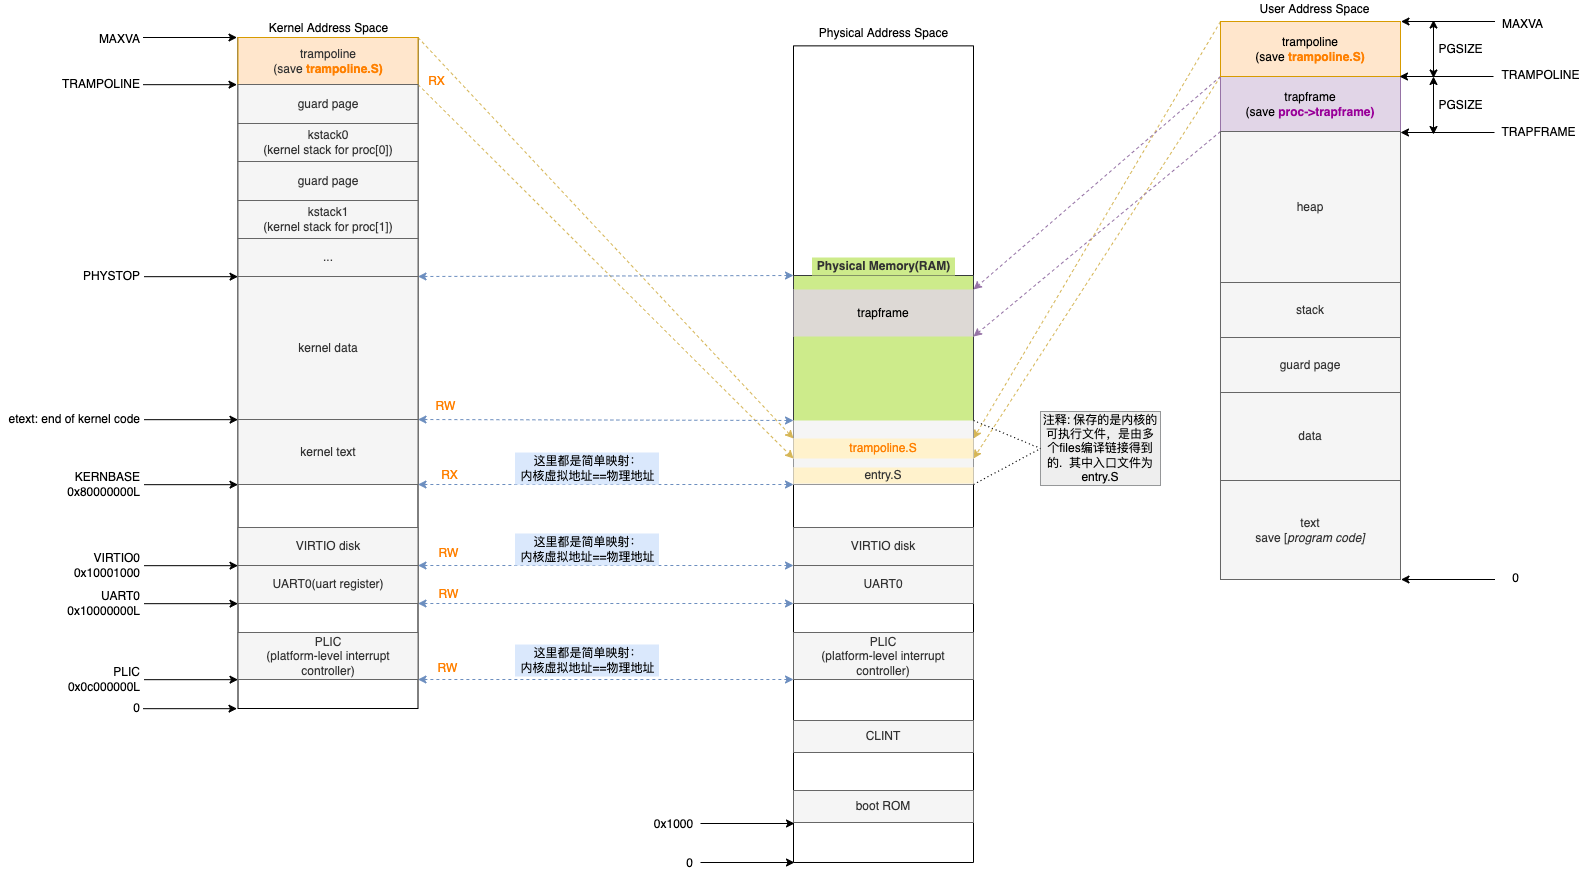 Kernel Address Space
MAXVA
trampoline
(save trampoline.S)
RX
TRAMPOLINE
guard page
kstack0
(kernel stack for proc[0])
guard page
kstack1
(kernel stack for proc[1])
...
PHYSTOP
kernel data
etext: end of kernel code
RW
kernel text
KERNBASE
0x80000000L
RX
这里都是简单映射：
内核虚拟地址==物理地址
VIRTIO disk
VIRTIO0
0x10001000
RW
这里都是简单映射：
内核虚拟地址==物理地址
UART0(uart register)
UART0
0x10000000L
RW
PLIC
(platform-level interrupt
controller)
PLIC
0x0c000000L
RW
这里都是简单映射：
内核虚拟地址==物理地址
0
Physical Address Space
Physical Memory(RAM)
trapframe
trampoline.S
entry.S
注释: 保存的是内核的
可执行文件，是由多
个files编译链接得到
的．其中入口文件为
entry.S
VIRTIO disk
UART0
PLIC
(platform-level interrupt
controller)
CLINT
boot ROM
0x1000
0
User Address Space
MAXVA
trampoline
(save trampoline.S)
PGSIZE
TRAMPOLINE
trapframe
(save proc->trapframe)
PGSIZE
TRAPFRAME
heap
stack
guard page
data
text
save [program code]
0